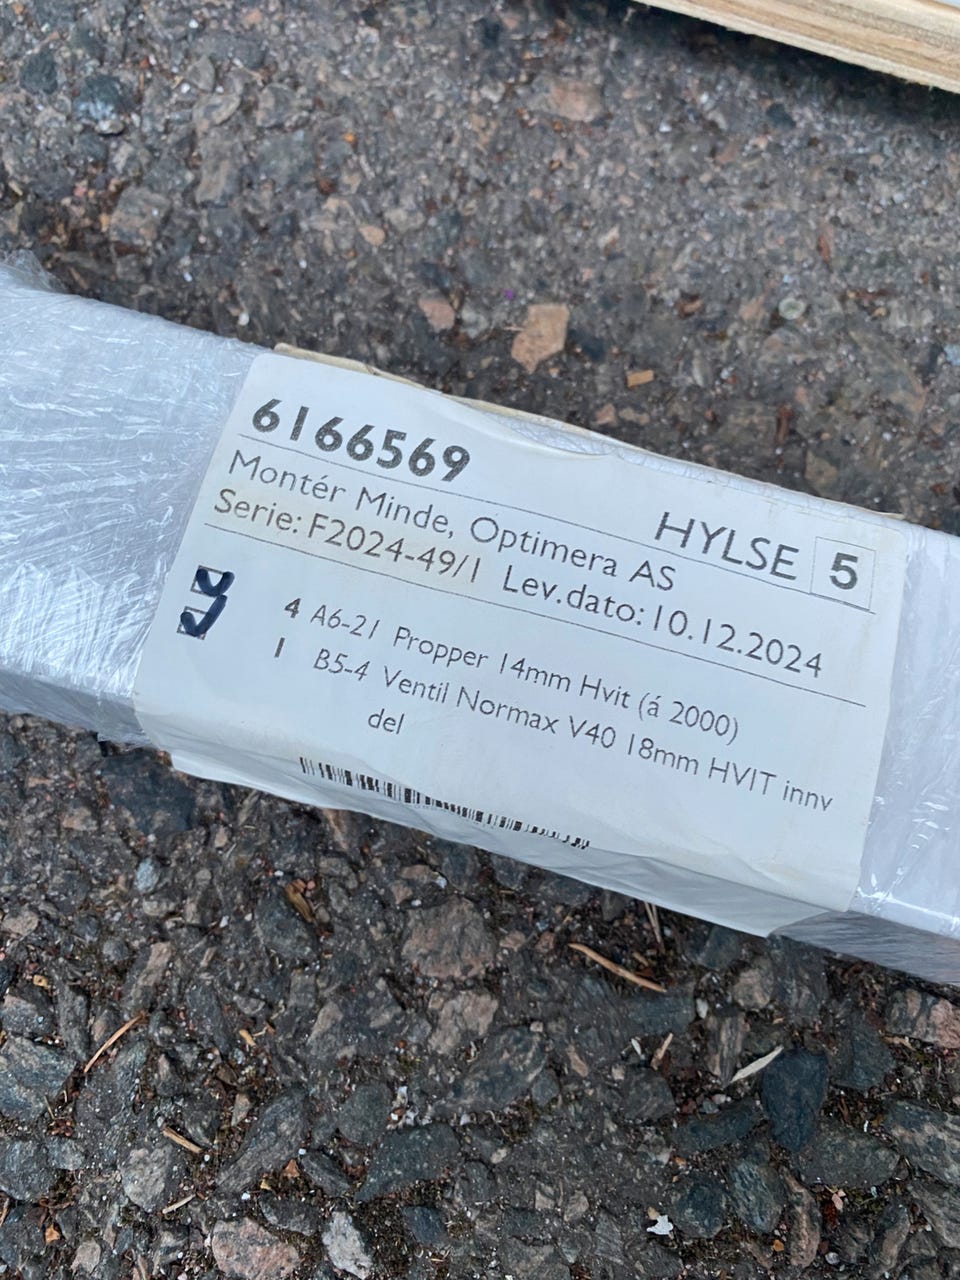 6166569
HYLSE 5
Montér Minde, Optimera AS
Serie: F2024-49/1 Lev.dato: 10.12.2024
4 A6-21 Propper 14mm Hvit (á 2000)
1 B5-4 Ventil Normax V40 18mm HVIT innv
del